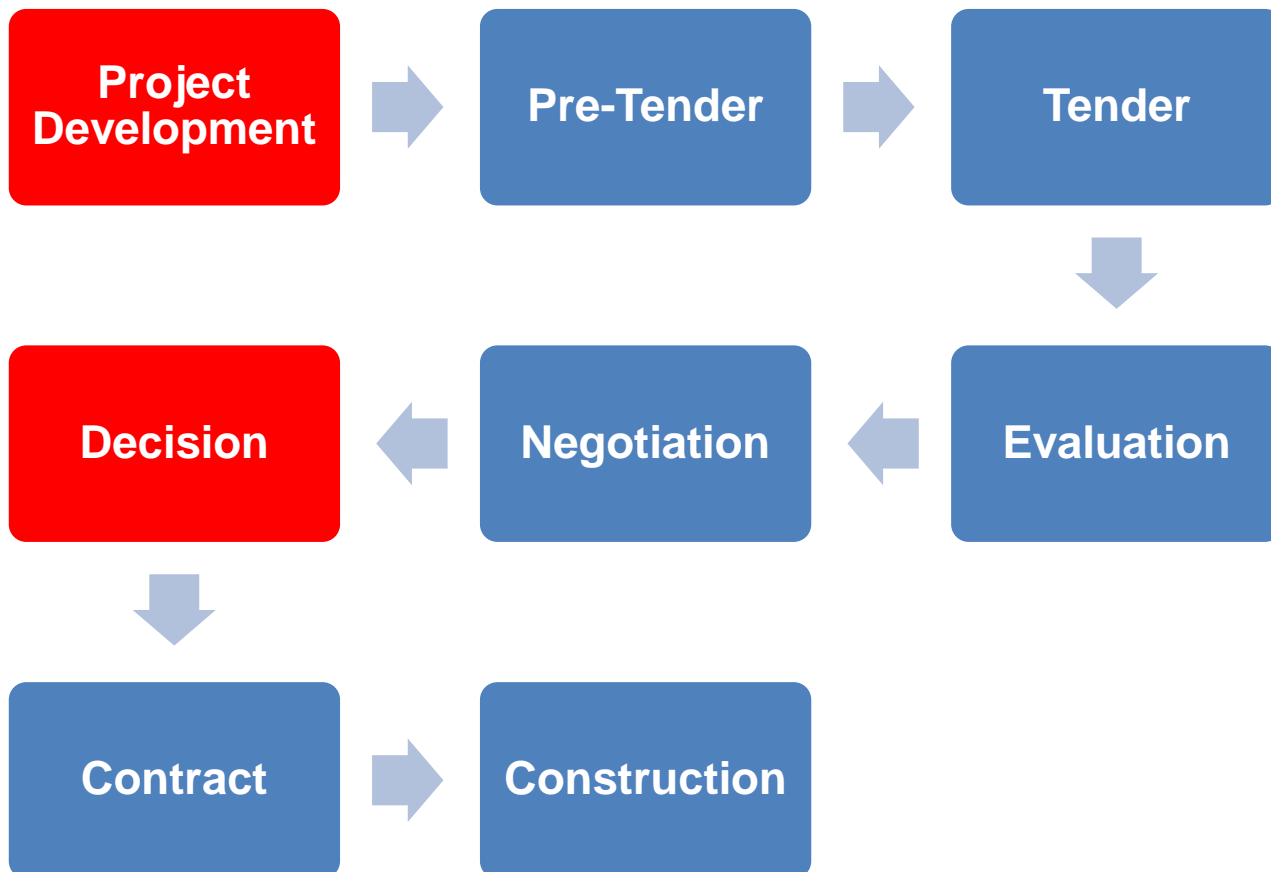 Project
Development
Pre-Tender
Tender
Decision
Negotiation
Evaluation
Contract
Construction